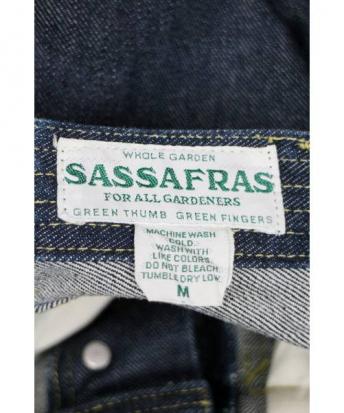 WHOLE GARDEN
SASSAFRAS
FOR ALL GARDENERS
GREEN THUMB GREEN FINGERS
MACHINE WASH
COLD.
WASH WITH
LIKE COLORS.
DO NOT BLEACH.
TUMBLE DRY LOW.
M